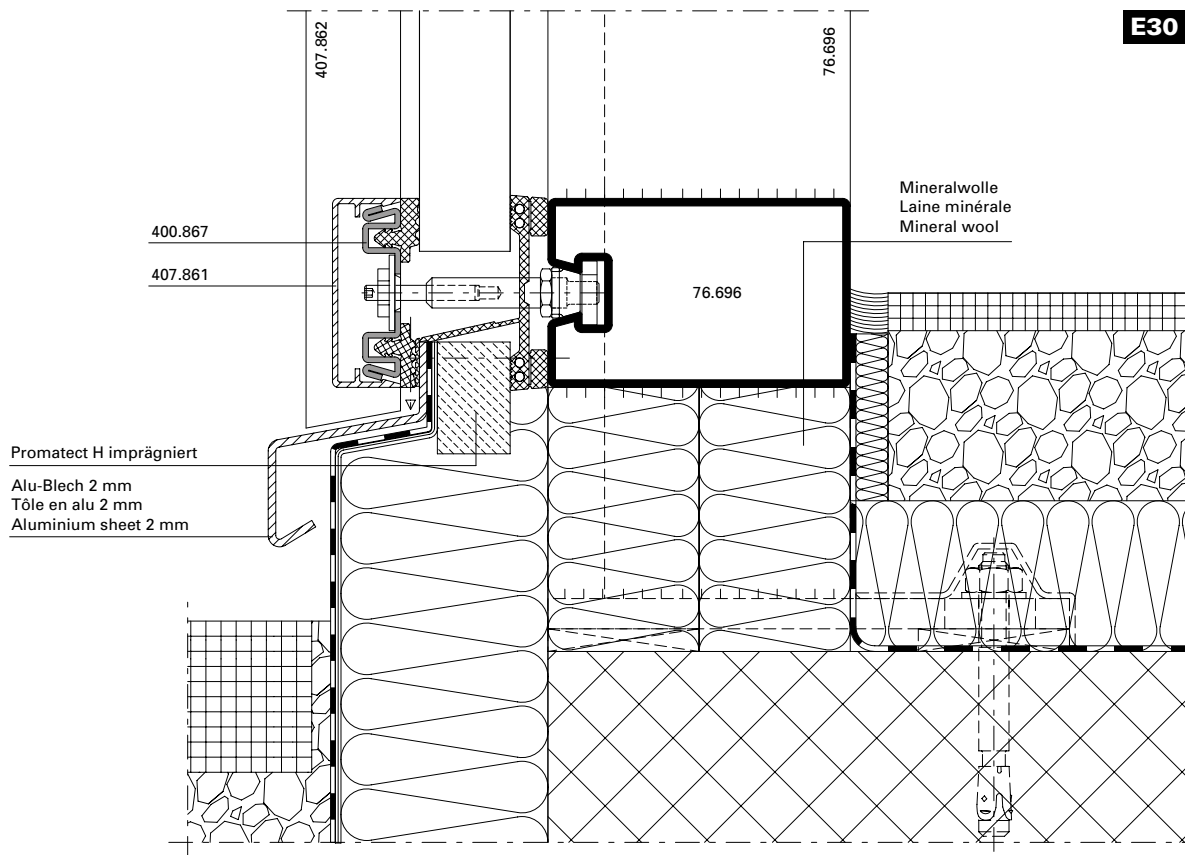 E30
407.862
76.696
Mineralwolle
Laine minérale
Mineral wool
400.867
407.861
76.696
Promatect H imprägniert
Alu-Blech 2 mm
Tôle en alu 2 mm
Aluminium sheet 2 mm